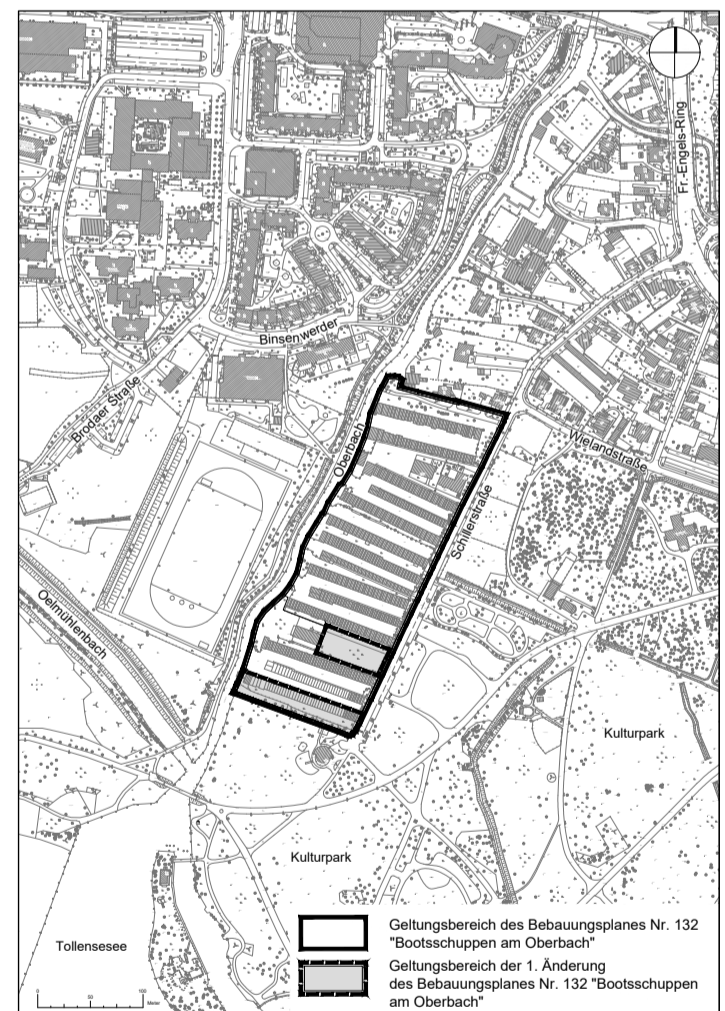 Fr.-Engels-Ring
Binsenwerder
Brodaer Straße
Oberbach
Wielandstraße
Schillerstraße
Oelmühlenbach
Kulturpark
Kulturpark
Tollensesee
Geltungsbereich des Bebauungsplanes Nr. 132
"Bootsschuppen am Oberbach"
Geltungsbereich der 1. Änderung
des Bebauungsplanes Nr. 132 "Bootsschuppen
am Oberbach"
0 50 100 Meter